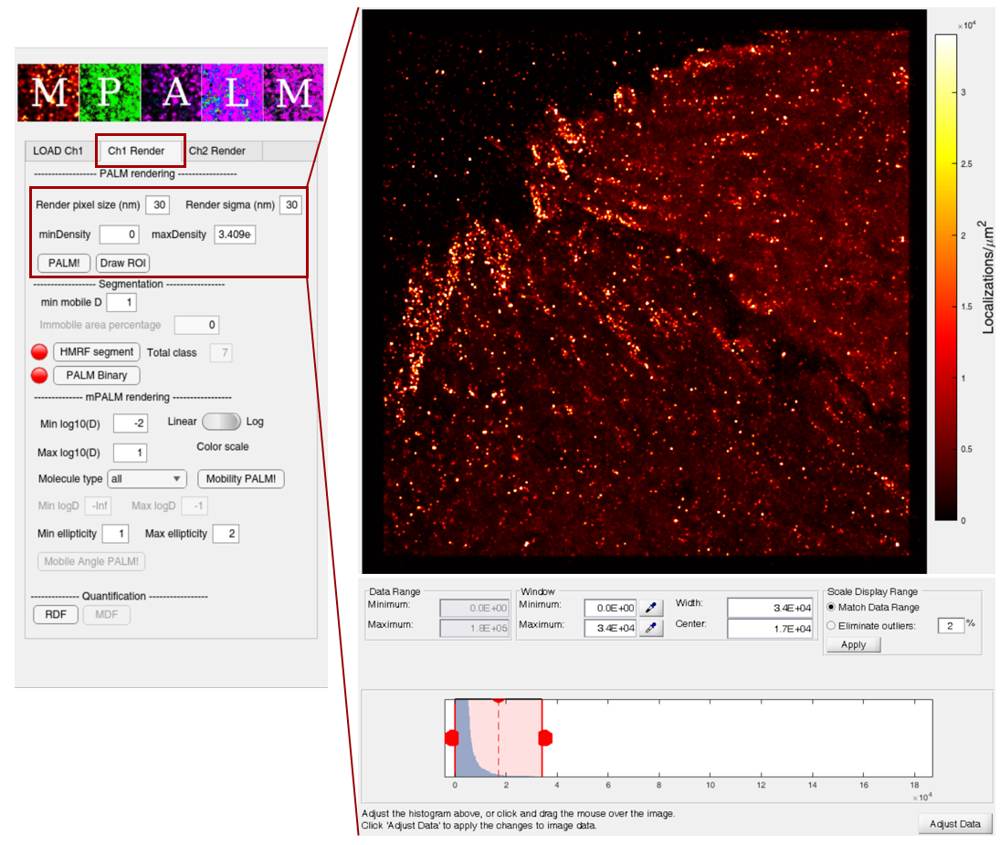 M P A L M
LOAD Ch1 Ch1 Render Ch2 Render
------------------ PALM rendering -----------------
Render pixel size (nm) 30 Render sigma (nm) 30
minDensity 0 maxDensity 3.409e
PALM! Draw ROI
------------------ Segmentation -----------------
min mobile D 1
Immobile area percentage 0
HMRF segment Total class 7
PALM Binary
-------------- mPALM rendering -----------------
Min log10(D) -2 Linear Log
Max log10(D) 1 Color scale
Molecule type all Mobility PALM!
Min logD -Inf Max logD -1
Min ellipticity 1 Max ellipticity 2
Mobile Angle PALM!
-------------- Quantification -----------------
RDF MDF
×10⁴
3
2.5
2
1.5
1
0.5
0
Localizations/μm²
Data Range
Minimum: 0.0E+00
Maximum: 1.8E+05
Window
Minimum: 0.0E+00 Width: 3.4E+04
Maximum: 3.4E+04 Center: 1.7E+04
Scale Display Range
Match Data Range
Eliminate outliers: 2 %
Apply
0 2 4 6 8 10 12 14 16 18
×10⁴
Adjust the histogram above, or click and drag the mouse over the image.
Click 'Adjust Data' to apply the changes to image data.
Adjust Data